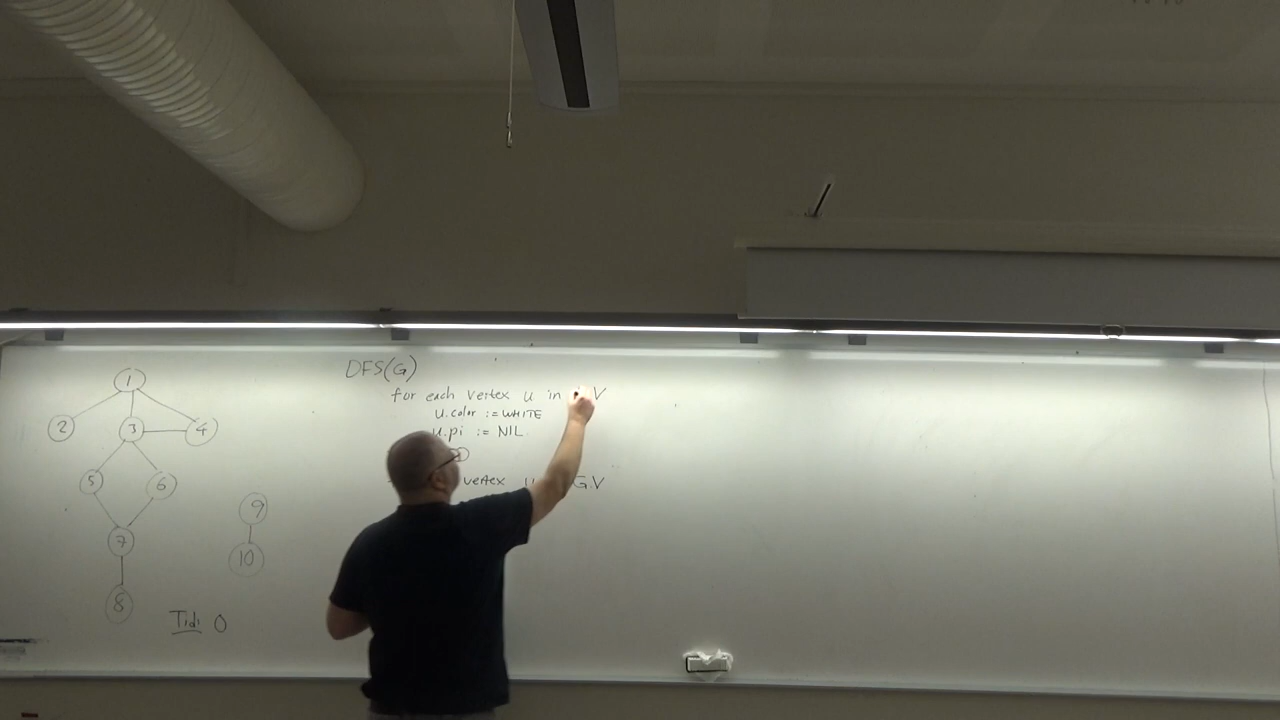 1
2 3 4
5 6
7
8
9
10
Tid: 0
DFS(G)
for each vertex u in V
u.color := WHITE
u.pi := NIL
vertex u G.V